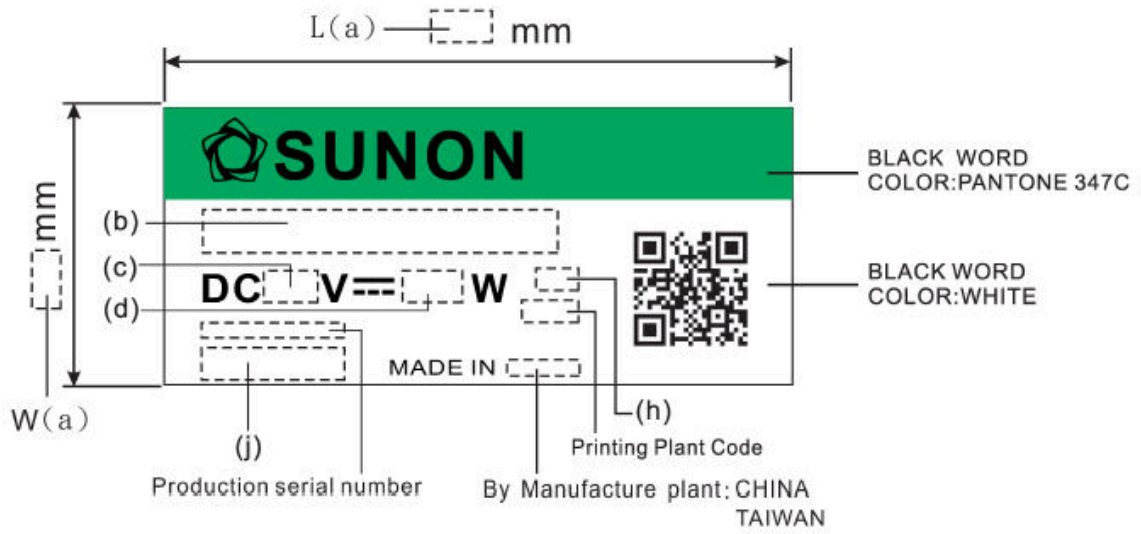 L(a) mm
SUNON
BLACK WORD
COLOR:PANTONE 347C
mm
(b)
(c)
DC V W
(d)
BLACK WORD
COLOR:WHITE
MADE IN
W(a)
(j)
(h)
Printing Plant Code
Production serial number
By Manufacture plant: CHINA
TAIWAN